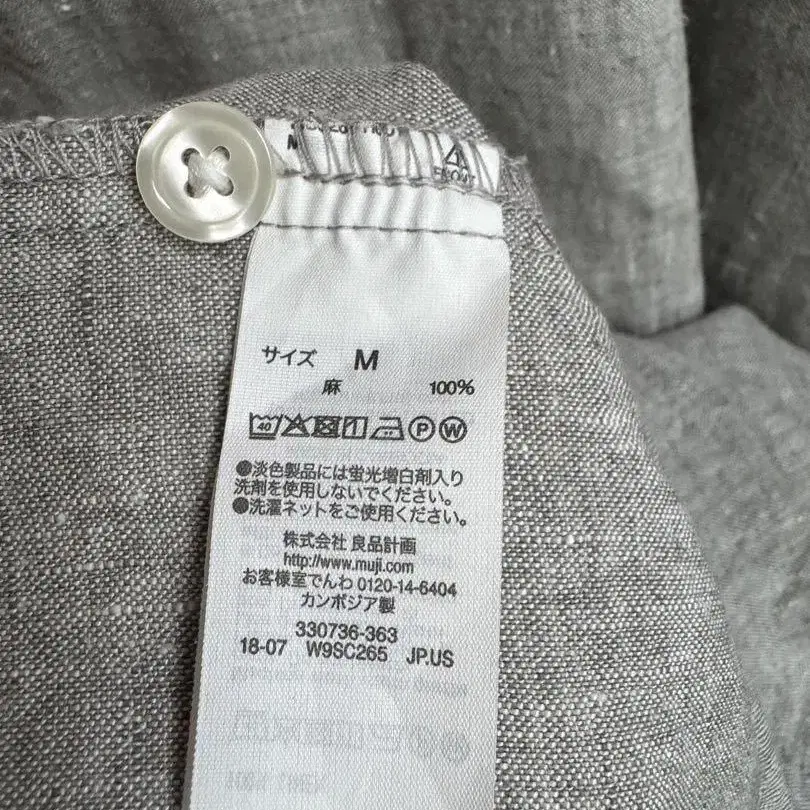 サイズ M
麻 100%
40 P W
●淡色製品には蛍光増白剤入り
洗剤を使用しないでください。
●洗濯ネットをご使用ください。
株式会社 良品計画
http://www.muji.com
お客様室でんわ 0120-14-6404
カンボジア製
330736-363
18-07 W9SC265 JP.US